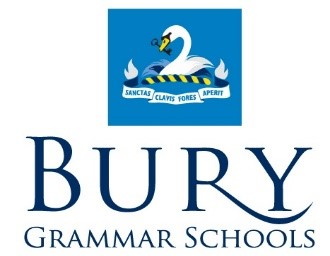 SANCTAS CLAVIS FORES APERIT
BURY
GRAMMAR SCHOOLS